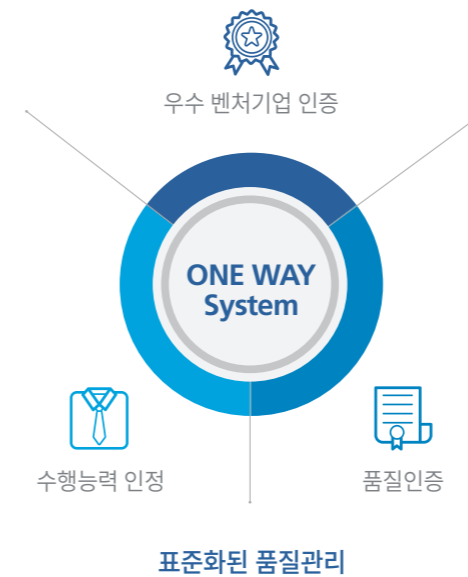 우수 벤처기업 인증
ONE WAY
System
수행능력 인정
품질인증
표준화된 품질관리